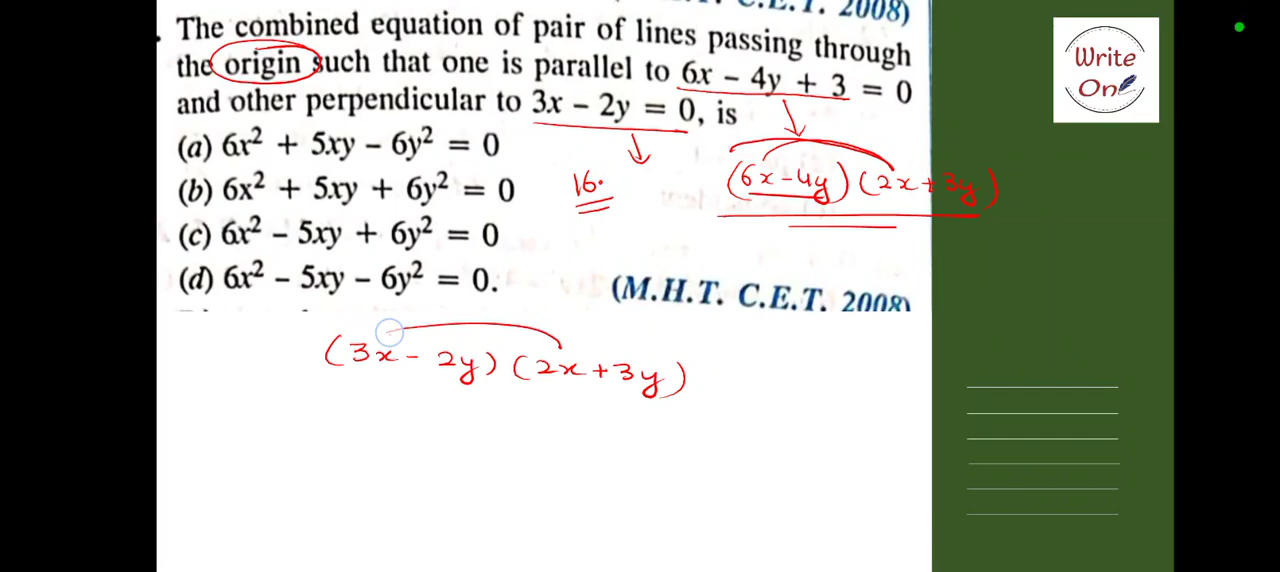 C.E.T. 2008)
The combined equation of pair of lines passing through
the origin such that one is parallel to 6x − 4y + 3 = 0
and other perpendicular to 3x − 2y = 0, is
(a) 6x² + 5xy − 6y² = 0
(b) 6x² + 5xy + 6y² = 0
(c) 6x² − 5xy + 6y² = 0
(d) 6x² − 5xy − 6y² = 0.
(M.H.T. C.E.T. 2008)
16.
(6x−4y)(2x+3y)
(3x−2y)(2x+3y)
Write
On